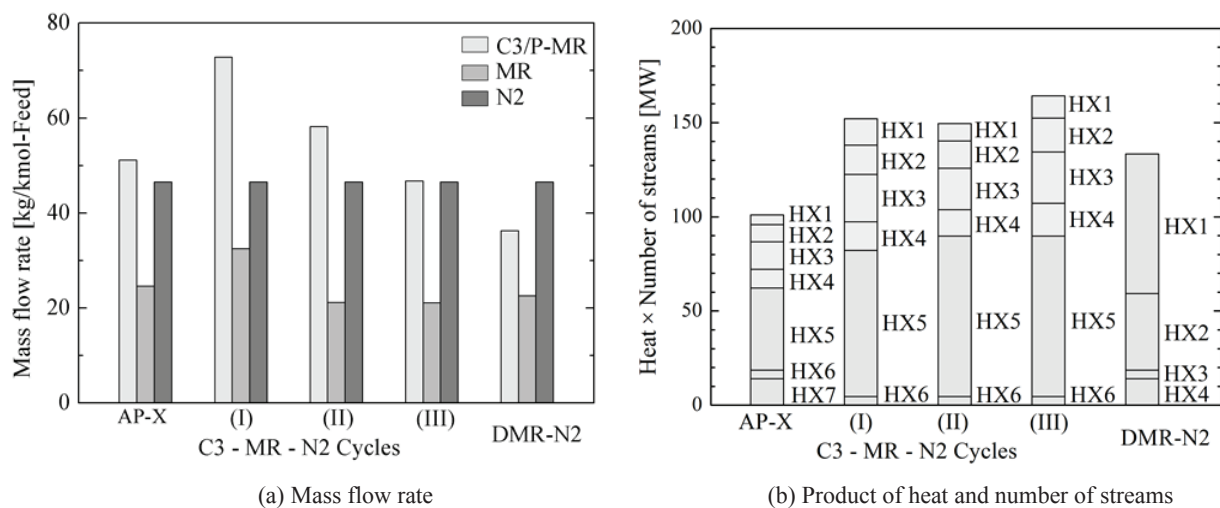 Mass flow rate [kg/kmol-Feed]
80
60
40
20
0
C3/P-MR
MR
N2
AP-X
(I)
(II)
(III)
DMR-N2
C3 - MR - N2 Cycles
(a) Mass flow rate
Heat × Number of streams [MW]
200
150
100
50
0
HX1
HX2
HX3
HX4
HX5
HX6
HX7
HX1
HX2
HX3
HX4
HX5
HX6
HX1
HX2
HX3
HX4
HX5
HX6
HX1
HX2
HX3
HX4
HX5
HX6
HX1
HX2
HX3
HX4
AP-X
(I)
(II)
(III)
DMR-N2
C3 - MR - N2 Cycles
(b) Product of heat and number of streams